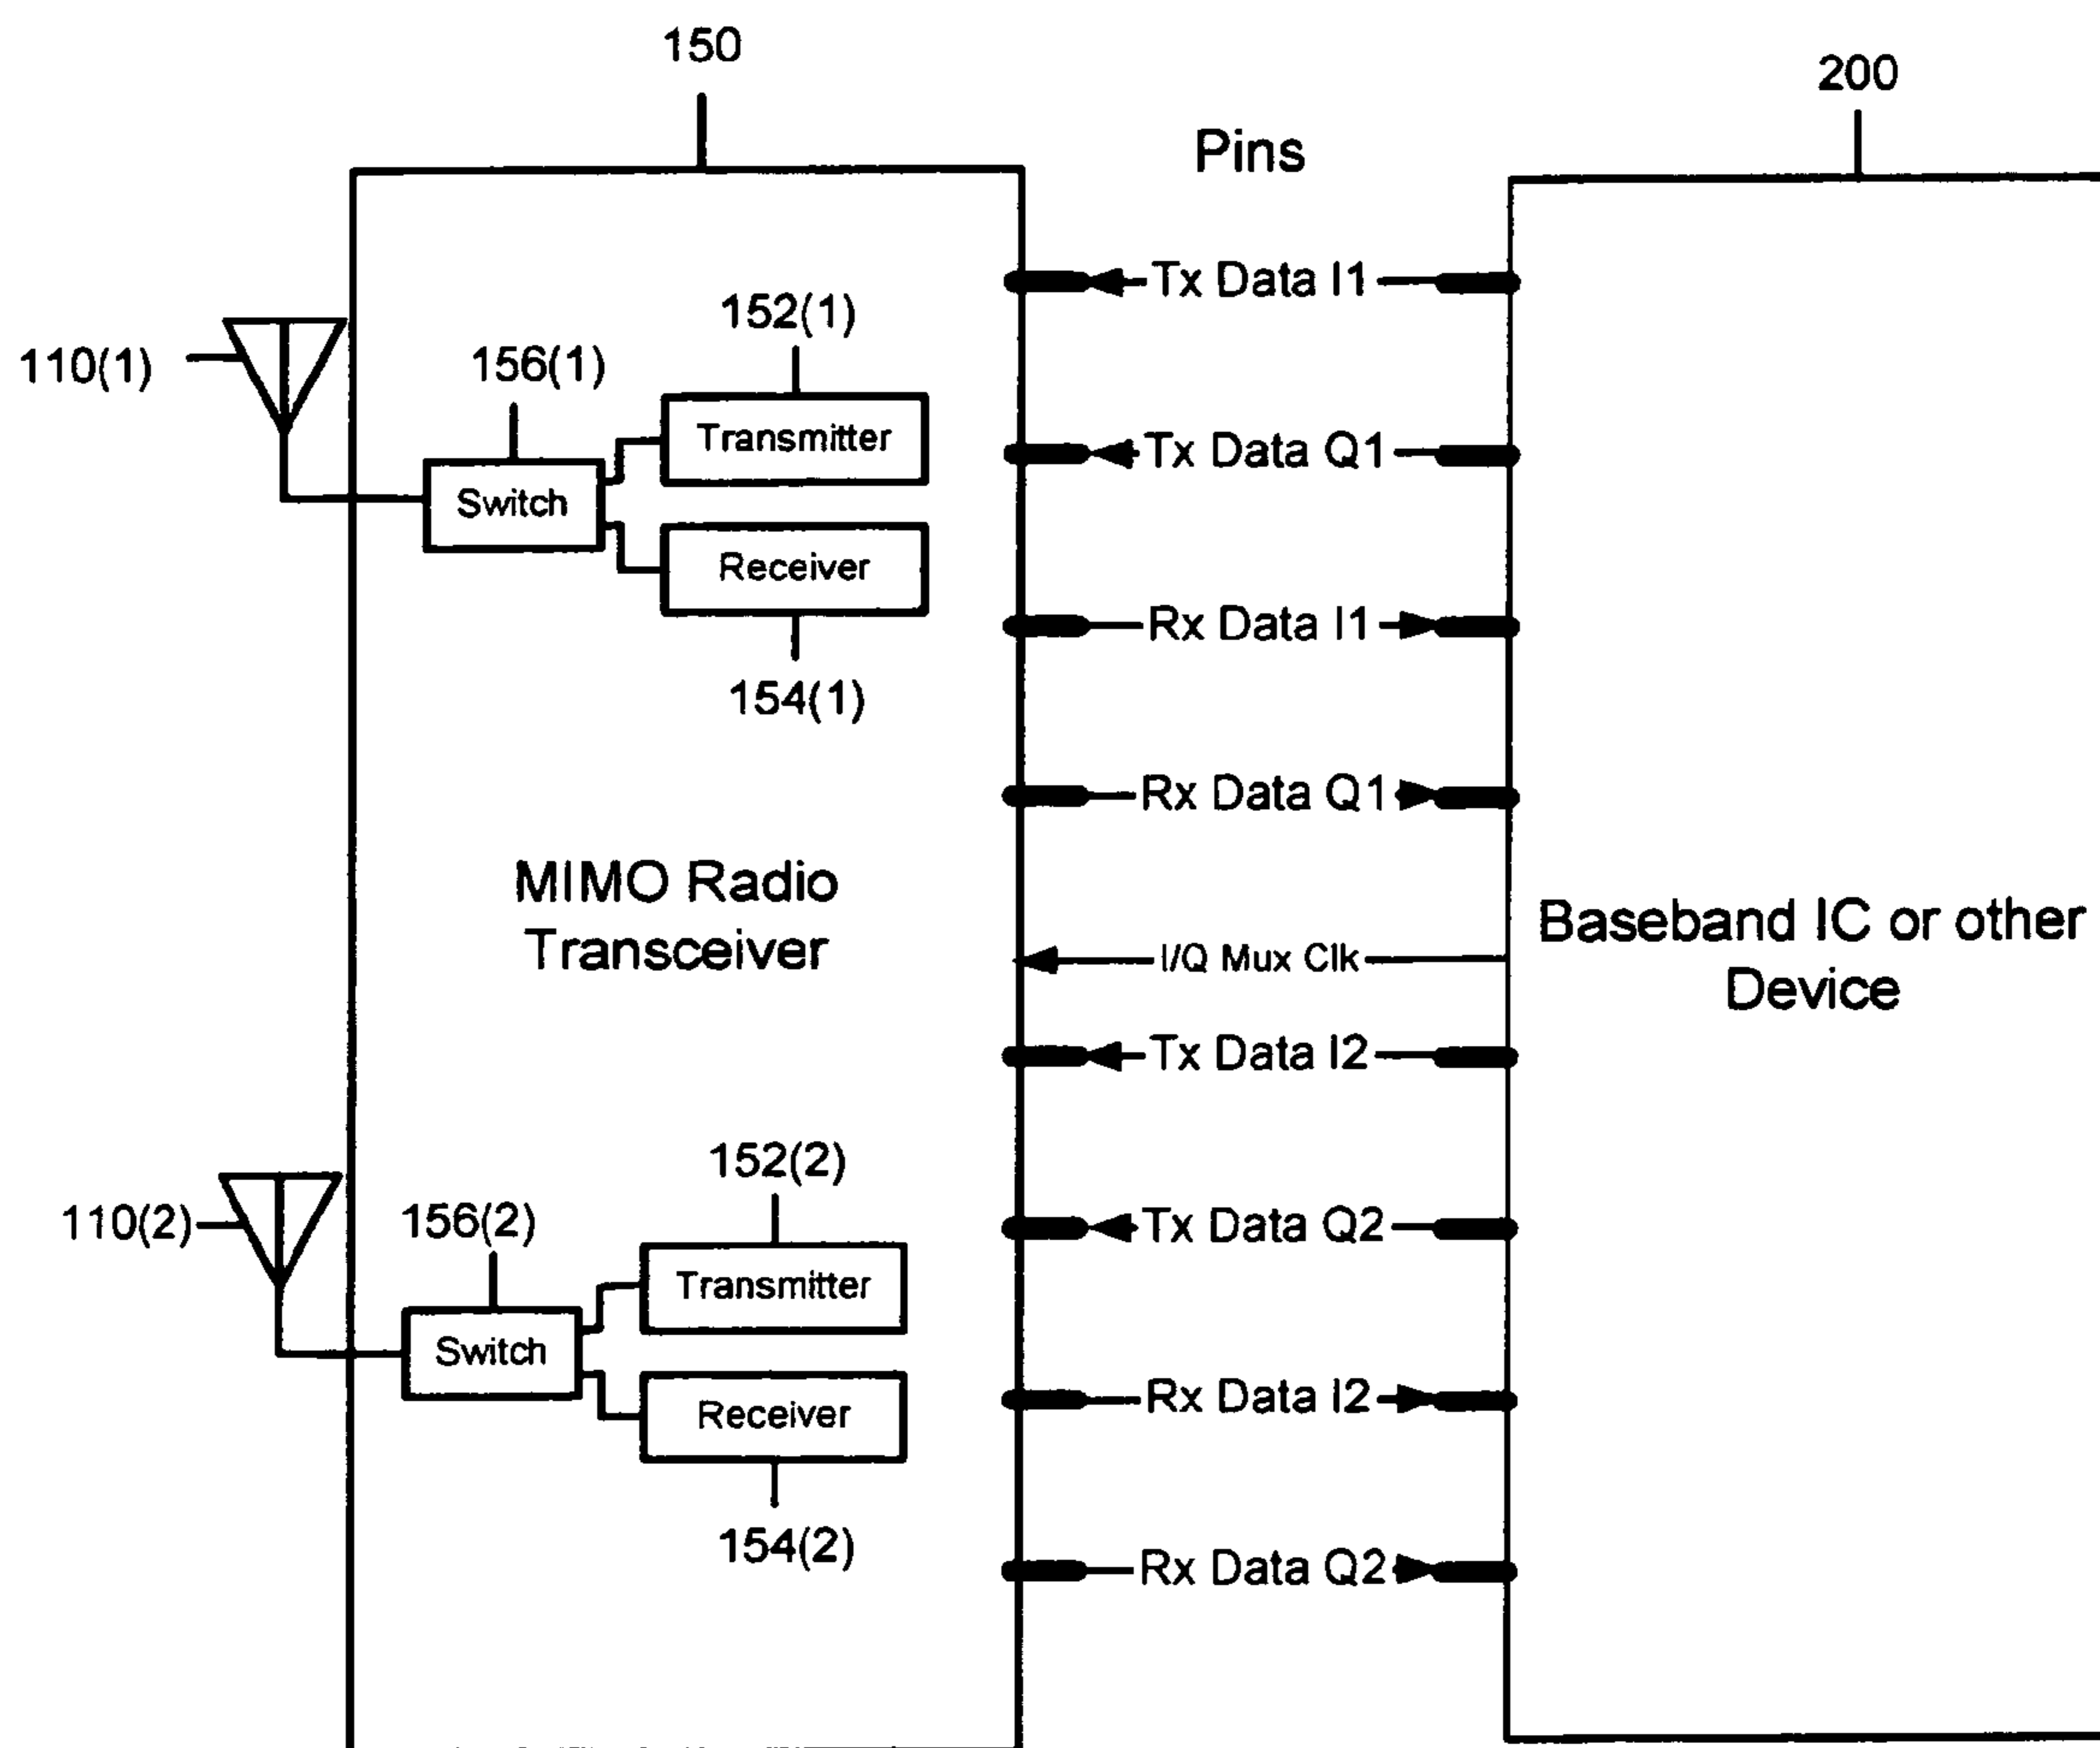 150
200
Pins
Tx Data I1
152(1)
110(1)
156(1)
Transmitter
Tx Data Q1
Switch
Receiver
Rx Data I1
154(1)
Rx Data Q1
MIMO Radio
Transceiver
Baseband IC or other
Device
I/Q Mux Clk
Tx Data I2
152(2)
110(2)
156(2)
Tx Data Q2
Transmitter
Switch
Rx Data I2
Receiver
154(2)
Rx Data Q2